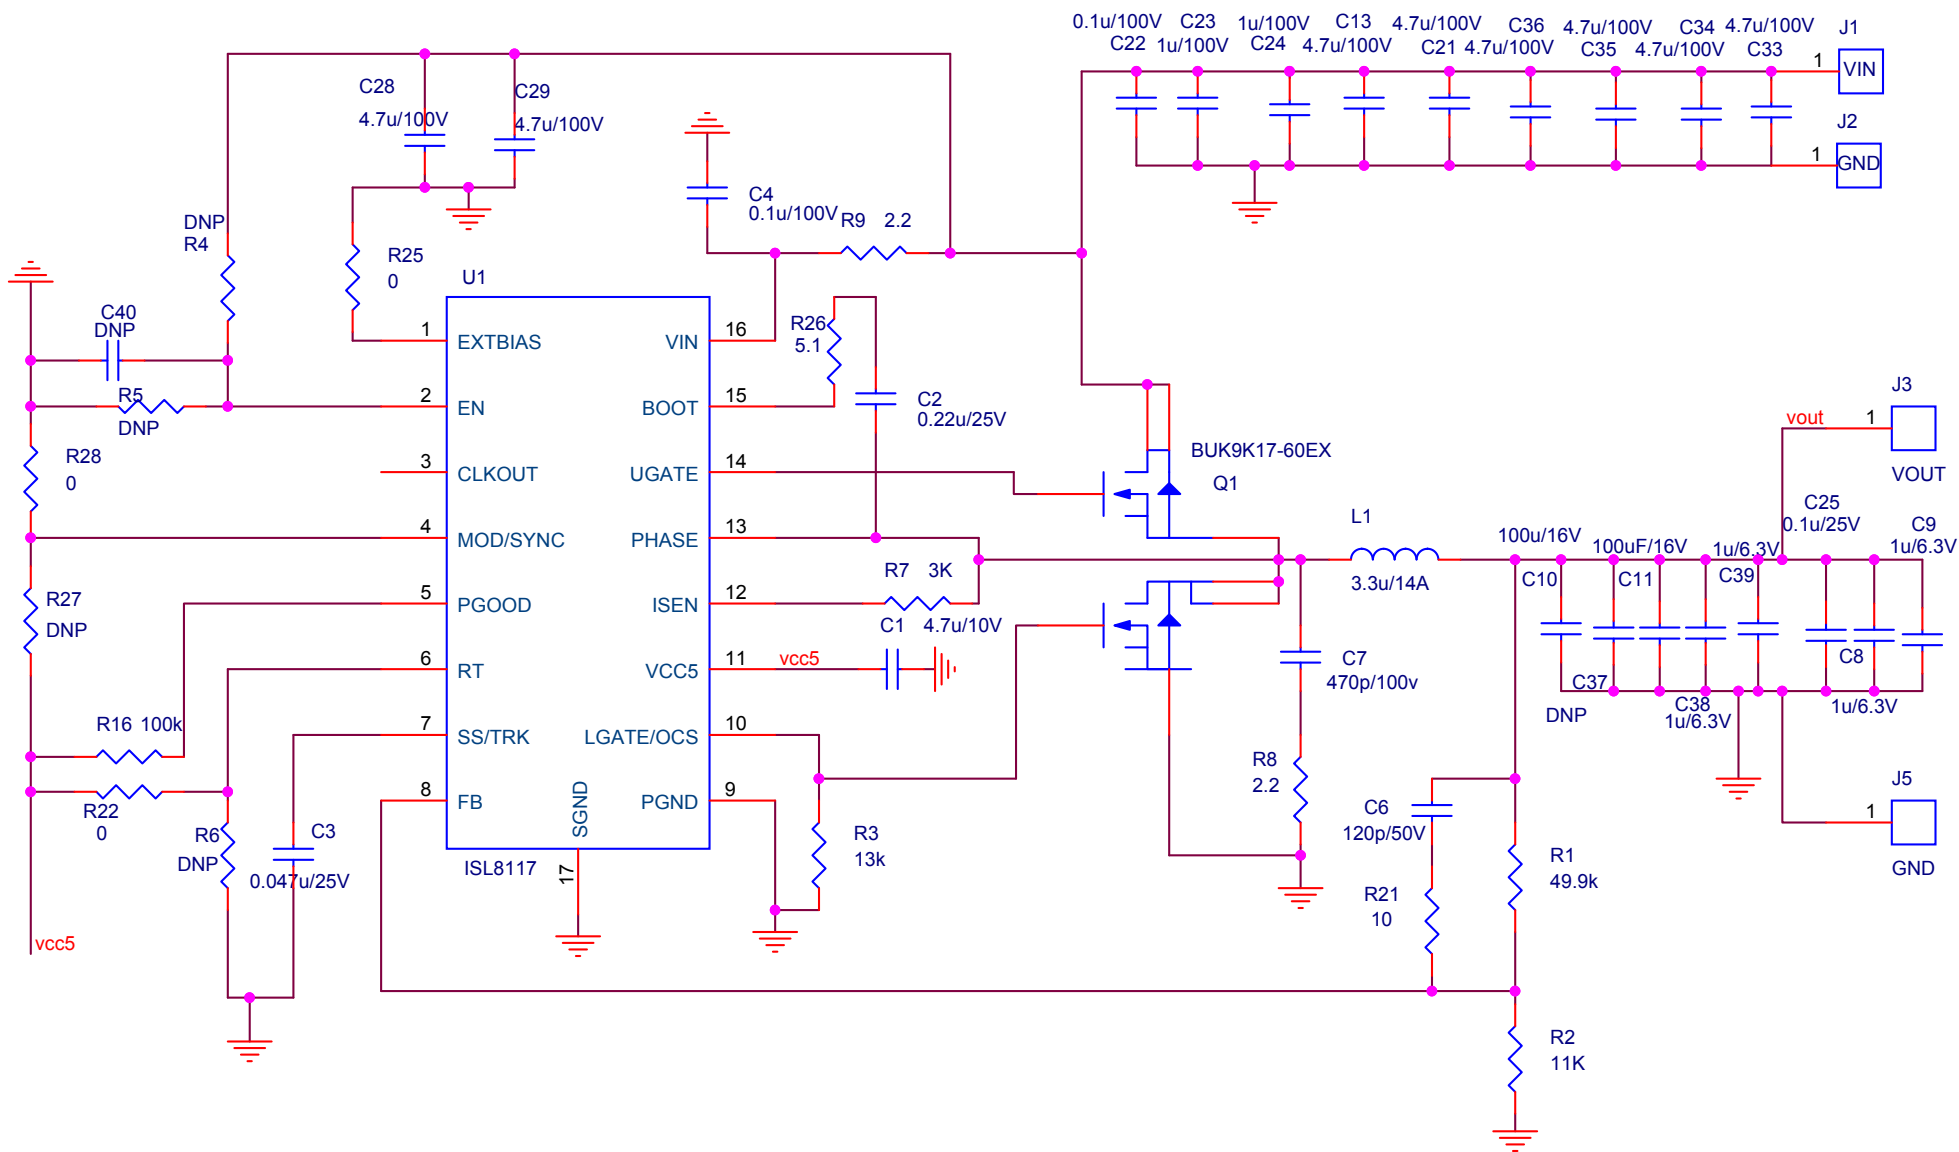 0.1u/100V C23 1u/100V C13 4.7u/100V C36 4.7u/100V C34 4.7u/100V J1
C22 1u/100V C24 4.7u/100V C21 4.7u/100V C35 4.7u/100V C33
1 VIN
J2
1 GND
C28
4.7u/100V
C29
4.7u/100V
C4
0.1u/100V
R9 2.2
DNP
R4
R25
0
U1
C40
DNP
R5
DNP
R28
0
R27
DNP
R16 100k
R22
0
R6
DNP
C3
0.047u/25V
vcc5
1 EXTBIAS
2 EN
3 CLKOUT
4 MOD/SYNC
5 PGOOD
6 RT
7 SS/TRK
8 FB
VIN 16
BOOT 15
UGATE 14
PHASE 13
ISEN 12
VCC5 11
LGATE/OCS 10
PGND 9
SGND
17
ISL8117
R26
5.1
C2
0.22u/25V
R7 3K
C1 4.7u/10V
vcc5
R3
13k
BUK9K17-60EX
Q1
L1
3.3u/14A
C7
470p/100v
R8
2.2
C6
120p/50V
R21
10
R1
49.9k
R2
11K
J3
vout 1
VOUT
C25
0.1u/25V
C9
1u/6.3V
100u/16V
100uF/16V
1u/6.3V
C10
C11
C39
C8
C37
DNP
C38
1u/6.3V
1u/6.3V
J5
1
GND